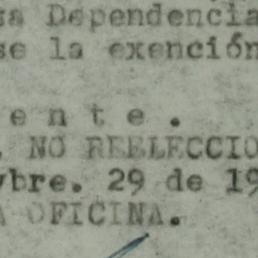 sa Dependencia
se la exención
e n t e .
NO REELECCIO
bre. 29 de 19
A OFICINA.